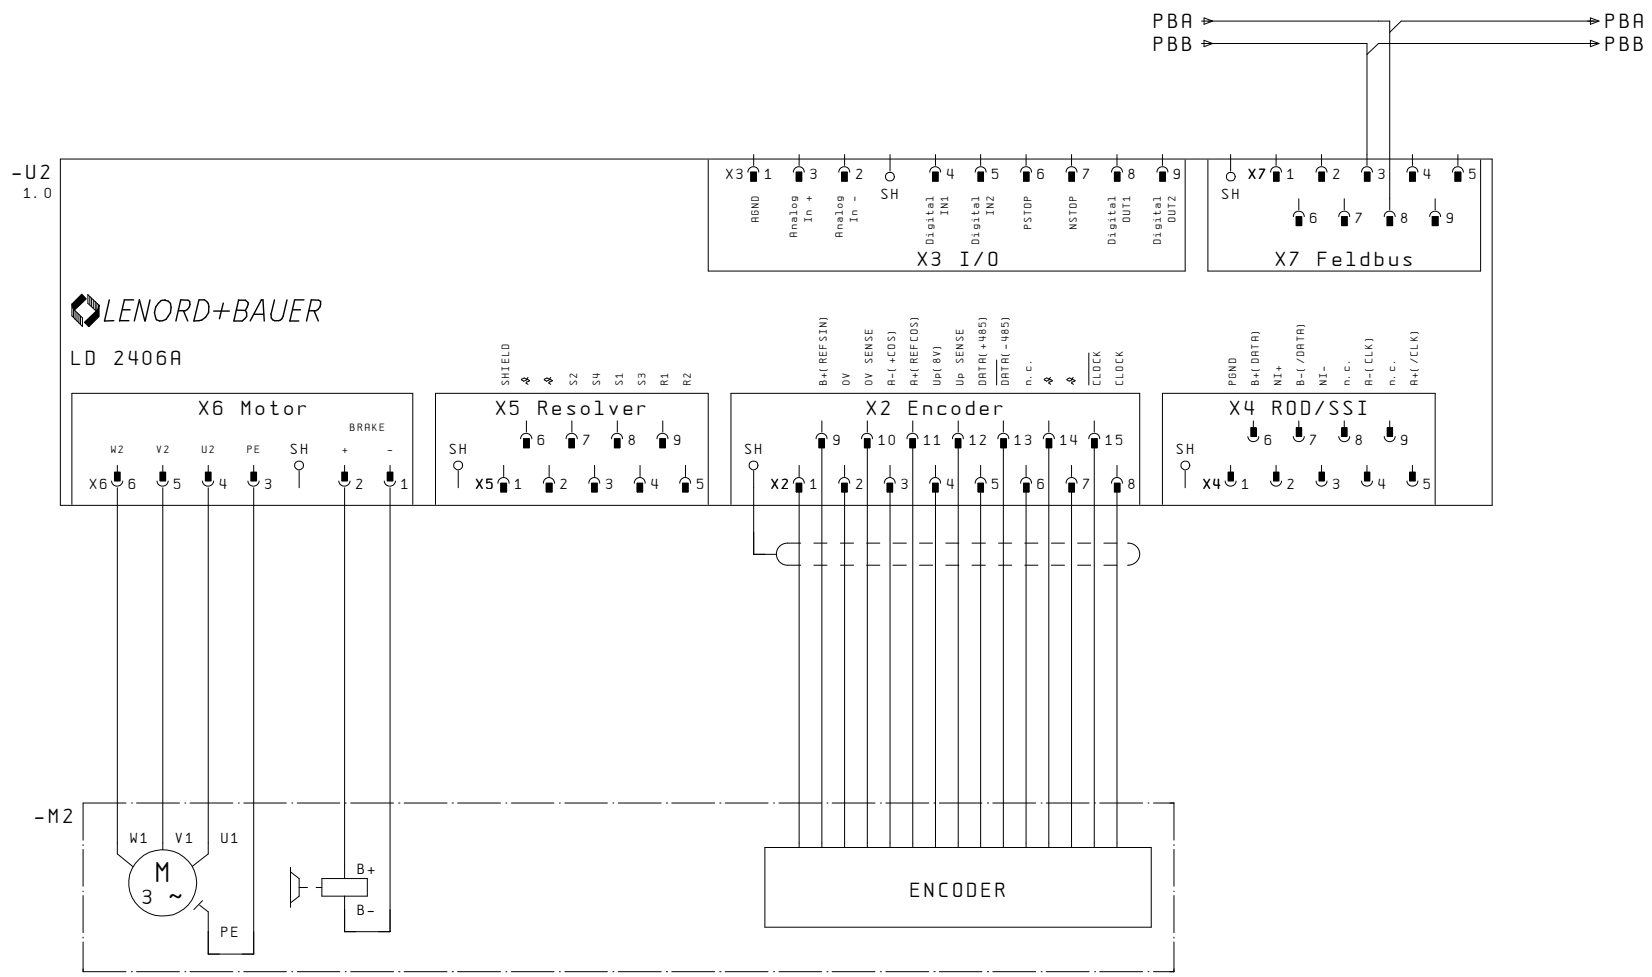 PBA PBA
PBB PBB
-U2
1.0
X3 1 3 2 SH 4 5 6 7 8 9
AGND
Analog In +
Analog In -
Digital IN1
Digital IN2
PSTOP
NSTOP
Digital OUT1
Digital OUT2
X3 I/O
SH X7 1 2 3 4 5
6 7 8 9
X7 Feldbus
LENORD+BAUER
LD 2406A
X6 Motor
BRAKE
W2 V2 U2 PE SH + -
X6 6 5 4 3 2 1
SHIELD
S2
S4
S1
S3
R1
R2
X5 Resolver
SH 6 7 8 9
X5 1 2 3 4 5
B+(REFSIN)
0V
0V SENSE
A-(+COS)
A+(REFCOS)
Up(8V)
Up SENSE
DATA(+485)
DATA(-485)
n.c.
CLOCK
CLOCK
X2 Encoder
SH 9 10 11 12 13 14 15
X2 1 2 3 4 5 6 7 8
PGND
B+(DATA)
NI+
B-(/DATA)
NI-
n.c.
A-(CLK)
n.c.
A+(/CLK)
X4 ROD/SSI
6 7 8 9
SH
X4 1 2 3 4 5
-M2
W1 V1 U1
M
3 ~
PE
B+
B-
ENCODER